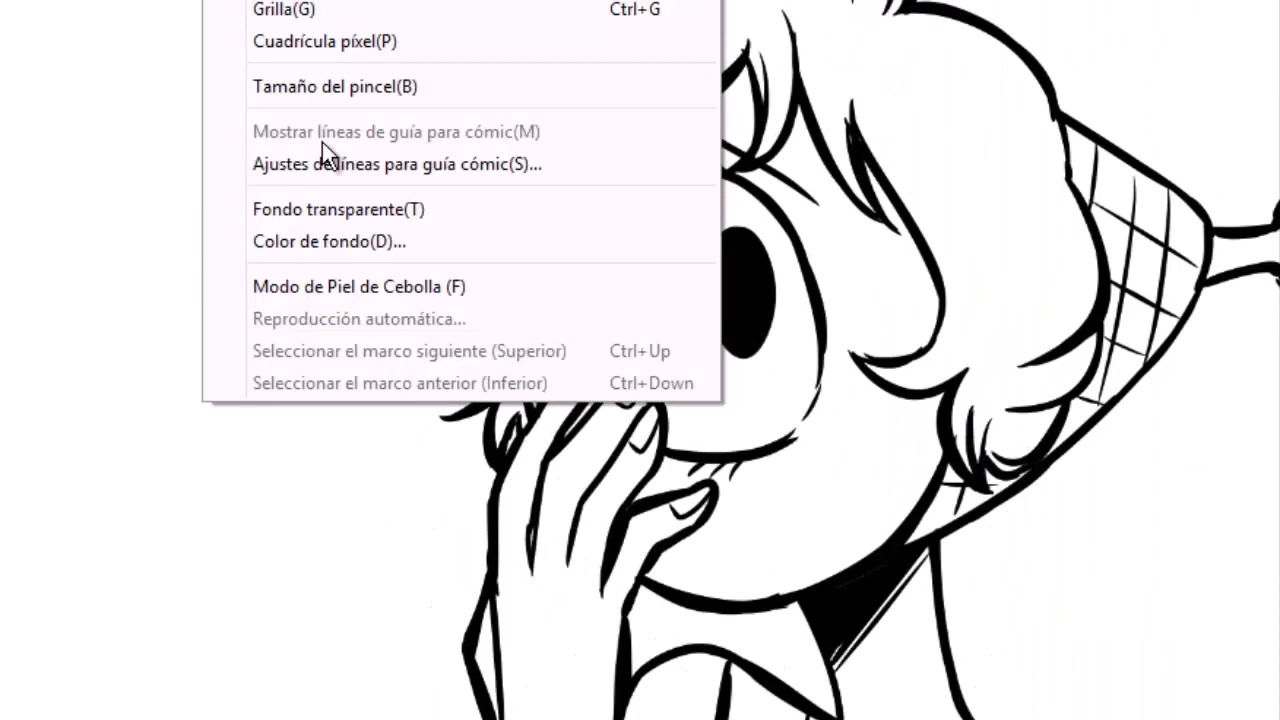 Grilla(G) Ctrl+G
Cuadrícula píxel(P)
Tamaño del pincel(B)
Mostrar líneas de guía para cómic(M)
Ajustes de líneas para guía cómic(S)...
Fondo transparente(T)
Color de fondo(D)...
Modo de Piel de Cebolla (F)
Reproducción automática...
Seleccionar el marco siguiente (Superior) Ctrl+Up
Seleccionar el marco anterior (Inferior) Ctrl+Down